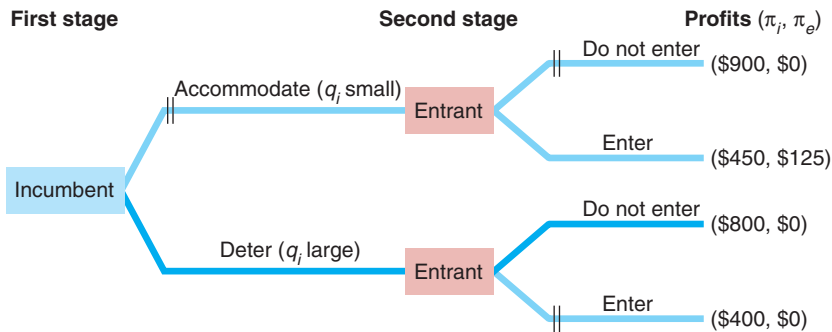 First stage Second stage Profits (πi, πe)
Do not enter
($900, $0)
Accommodate (qi small)
Entrant
Enter
($450, $125)
Incumbent
Do not enter
($800, $0)
Deter (qi large)
Entrant
Enter
($400, $0)